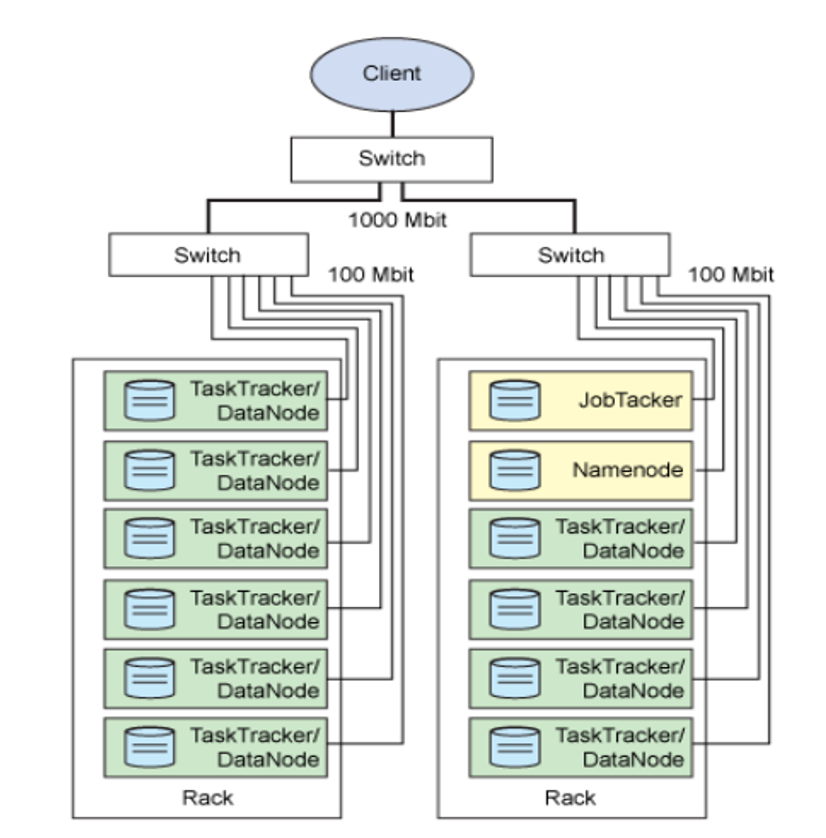 Client
Switch
1000 Mbit
Switch
100 Mbit
Switch
100 Mbit
TaskTracker/
DataNode
TaskTracker/
DataNode
TaskTracker/
DataNode
TaskTracker/
DataNode
TaskTracker/
DataNode
TaskTracker/
DataNode
Rack
JobTacker
Namenode
TaskTracker/
DataNode
TaskTracker/
DataNode
TaskTracker/
DataNode
TaskTracker/
DataNode
Rack